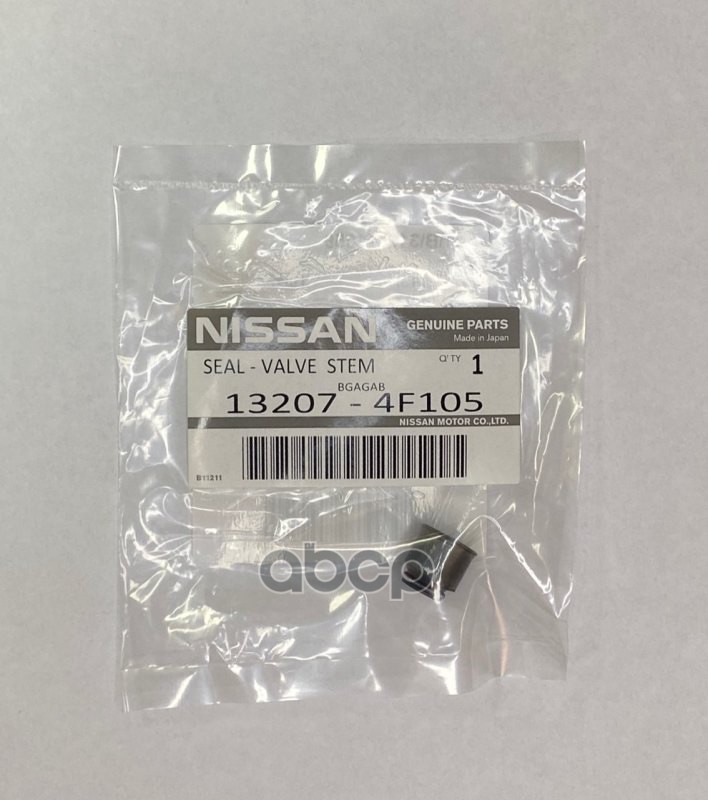 NISSAN GENUINE PARTS
Made in Japan
SEAL - VALVE STEM Q'TY 1
BGAGAB
13207 - 4F105
NISSAN MOTOR CO.,LTD.
B11211
abcp